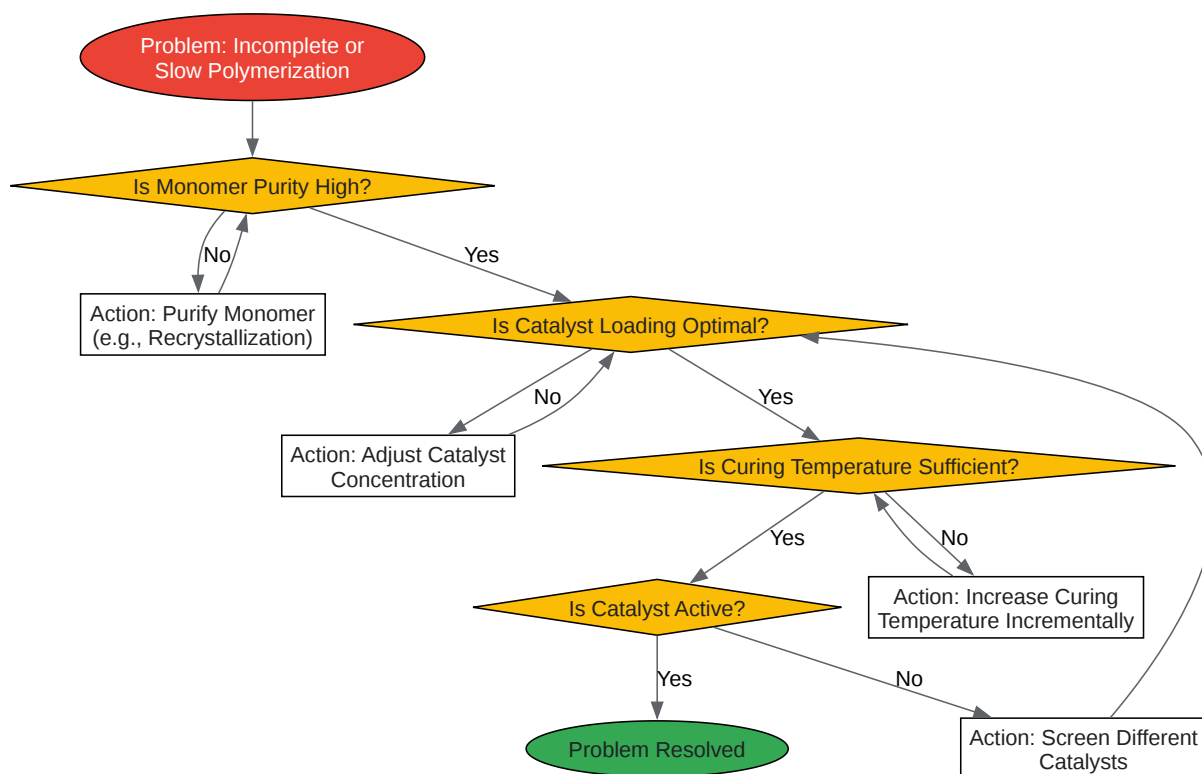 Problem: Incomplete or
Slow Polymerization
Is Monomer Purity High?
No
Yes
Action: Purify Monomer
(e.g., Recrystallization)
Is Catalyst Loading Optimal?
No
Yes
Action: Adjust Catalyst
Concentration
Is Curing Temperature Sufficient?
Yes
No
Action: Increase Curing
Temperature Incrementally
Is Catalyst Active?
Yes
No
Problem Resolved
Action: Screen Different
Catalysts